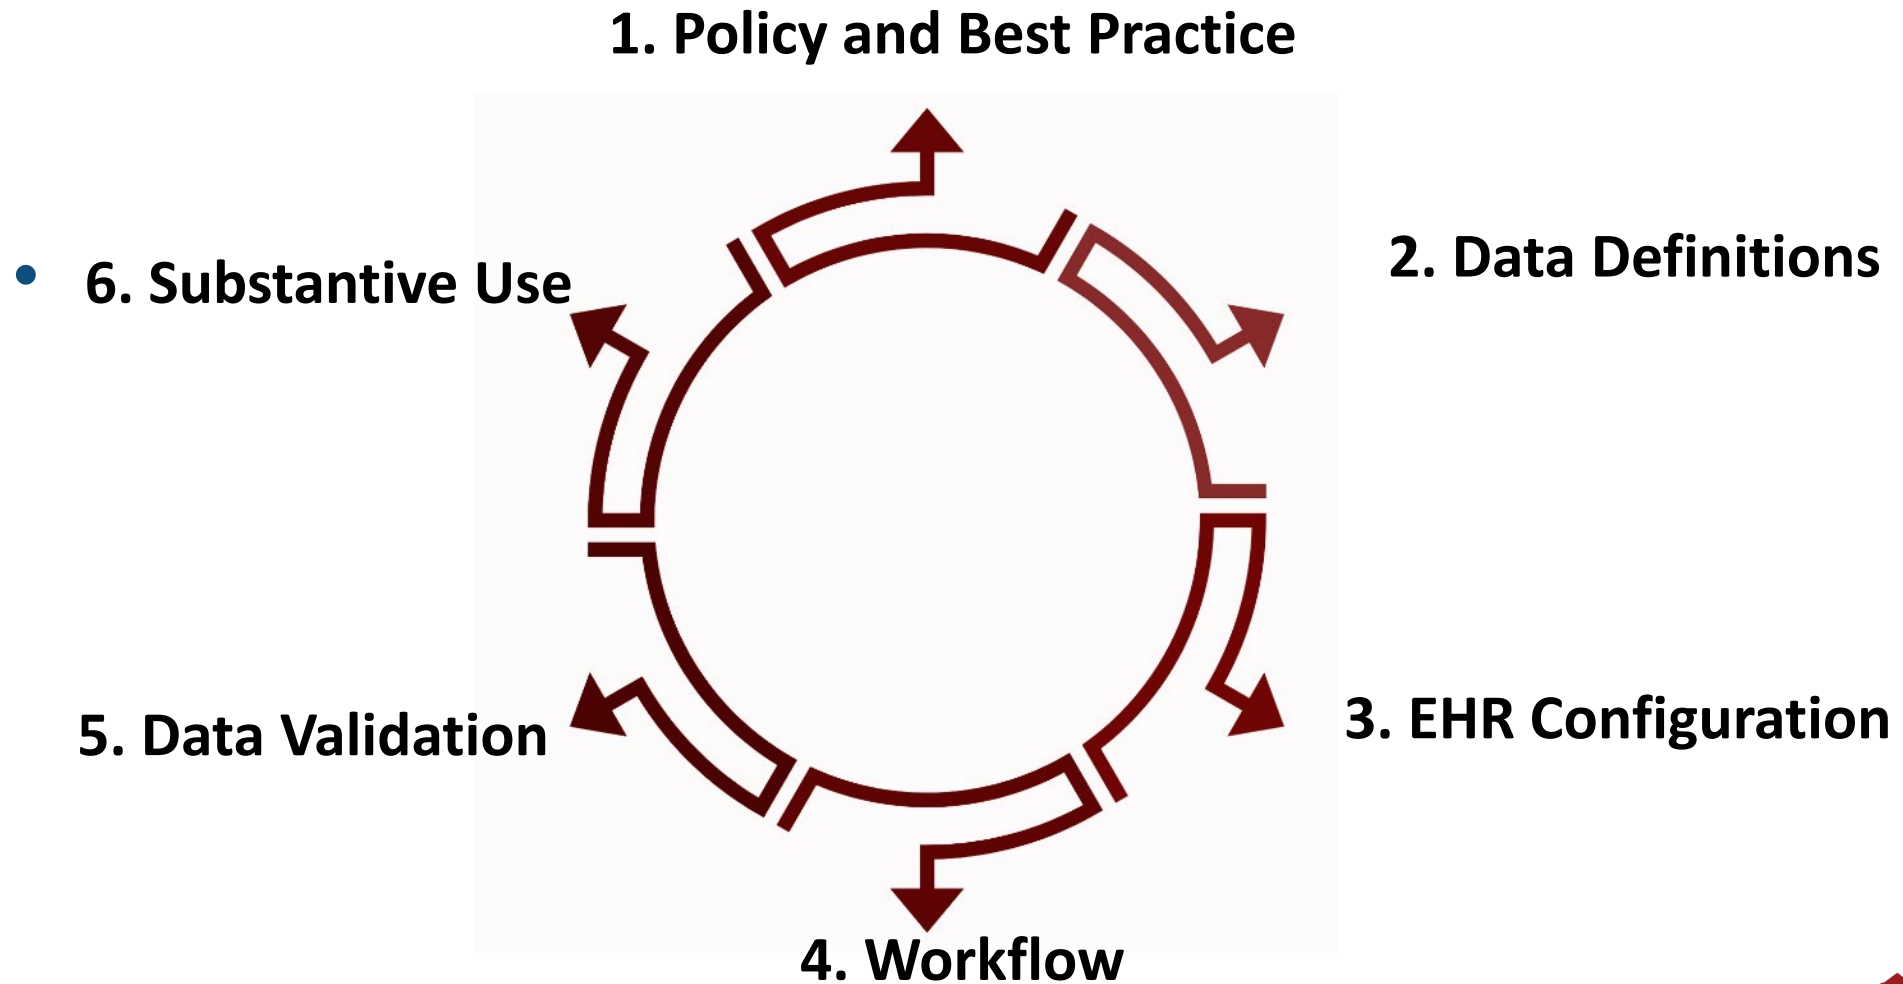 1. Policy and Best Practice
2. Data Definitions
3. EHR Configuration
4. Workflow
5. Data Validation
• 6. Substantive Use